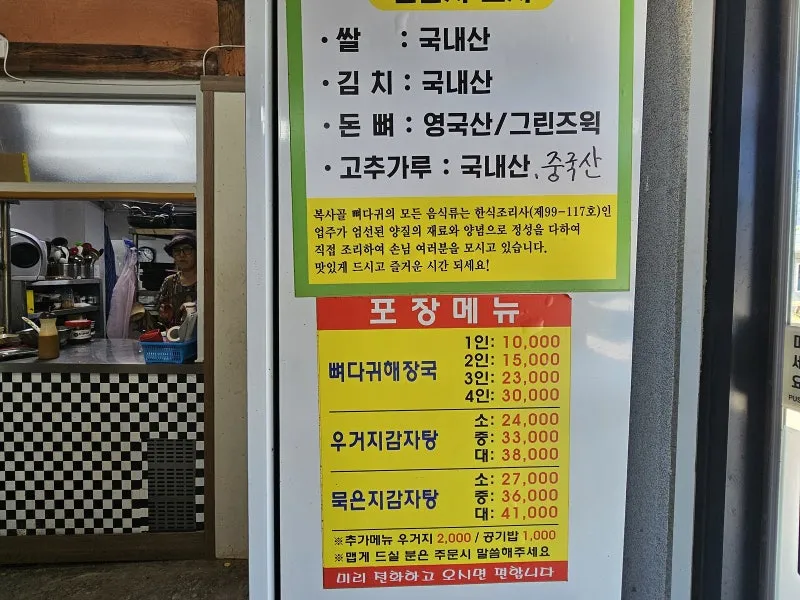 · 쌀 : 국내산
· 김 치 : 국내산
· 돈 뼈 : 영국산/그린즈윅
· 고추가루 : 국내산, 중국산
복사골 뼈다귀의 모든 음식류는 한식조리사(제99-117호)인
업주가 엄선된 양질의 재료와 양념으로 정성을 다하여
직접 조리하여 손님 여러분을 모시고 있습니다.
맛있게 드시고 즐거운 시간 되세요!
포장메뉴
뼈다귀해장국
1인: 10,000
2인: 15,000
3인: 23,000
4인: 30,000
우거지감자탕
소: 24,000
중: 33,000
대: 38,000
묵은지감자탕
소: 27,000
중: 36,000
대: 41,000
※추가메뉴 우거지 2,000 / 공기밥 1,000
※맵게 드실 분은 주문시 말씀해주세요
미리 전화하고 오시면 편합니다